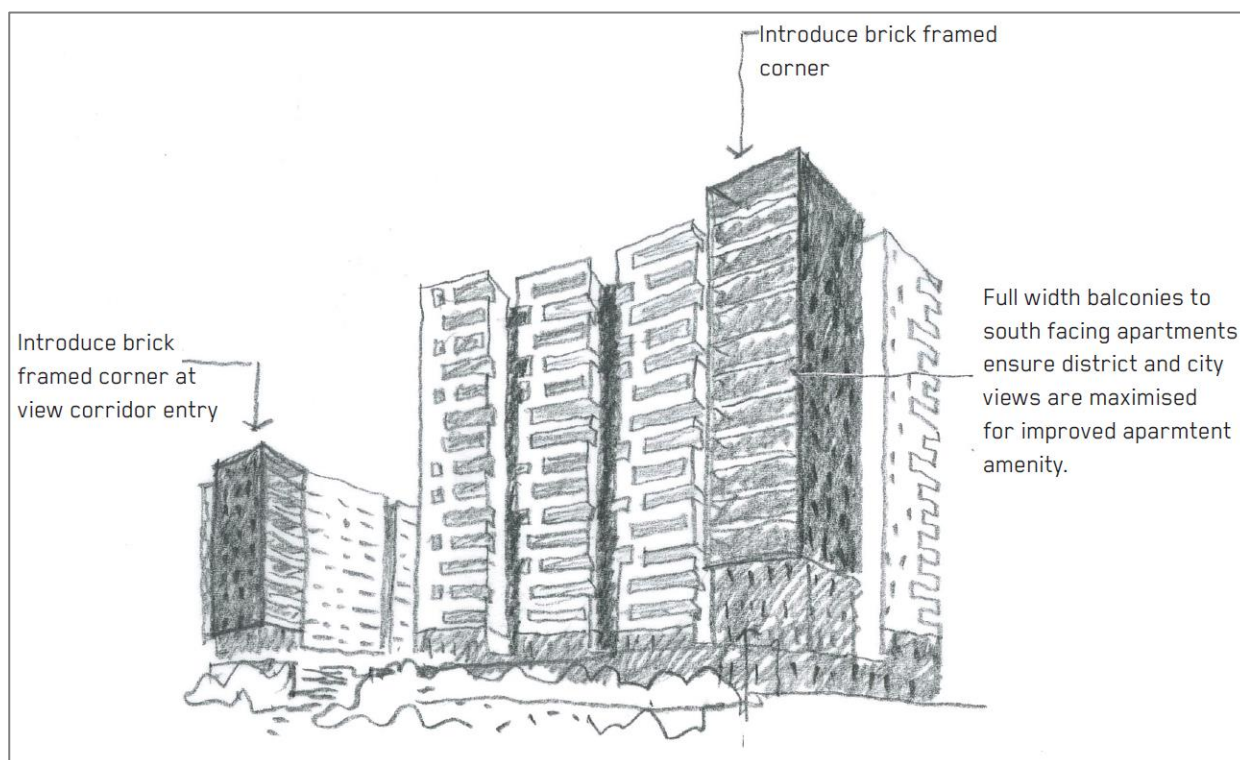 Introduce brick framed
corner
Introduce brick
framed corner at
view corridor entry
Full width balconies to
south facing apartments
ensure district and city
views are maximised
for improved aparmtent
amenity.